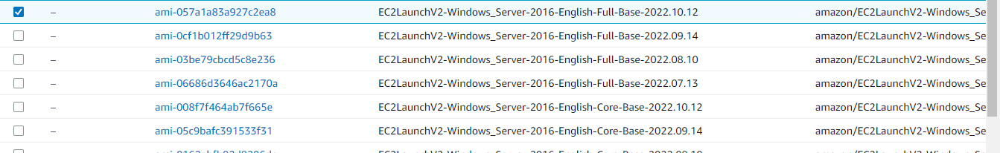 – ami-057a1a83a927c2ea8 EC2LaunchV2-Windows_Server-2016-English-Full-Base-2022.10.12 amazon/EC2LaunchV2-Windows_Se
– ami-0cf1b012ff29d9b63 EC2LaunchV2-Windows_Server-2016-English-Full-Base-2022.09.14 amazon/EC2LaunchV2-Windows_Se
– ami-03be79cbcd5c8e236 EC2LaunchV2-Windows_Server-2016-English-Full-Base-2022.08.10 amazon/EC2LaunchV2-Windows_Se
– ami-06686d3646ac2170a EC2LaunchV2-Windows_Server-2016-English-Full-Base-2022.07.13 amazon/EC2LaunchV2-Windows_Se
– ami-008f7f464ab7f665e EC2LaunchV2-Windows_Server-2016-English-Core-Base-2022.10.12 amazon/EC2LaunchV2-Windows_Se
– ami-05c9bafc391533f31 EC2LaunchV2-Windows_Server-2016-English-Core-Base-2022.09.14 amazon/EC2LaunchV2-Windows_Se